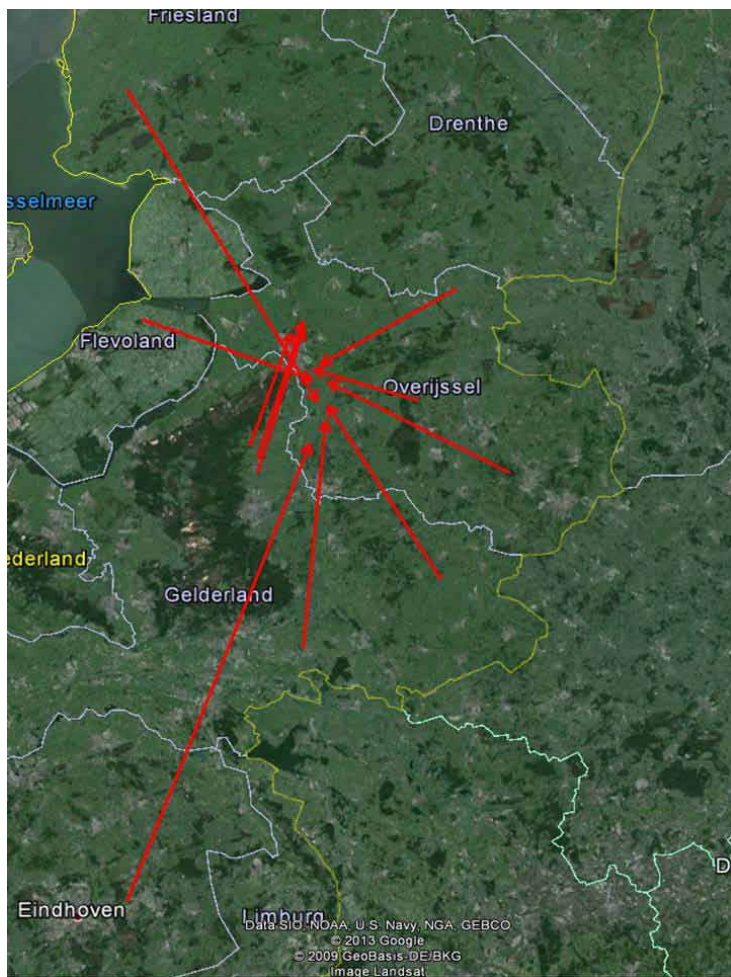 Friesland
Drenthe
sselmeer
Flevoland
Overijssel
ederland
Gelderland
Eindhoven
Limburg
D
Data SIO, NOAA, U.S. Navy, NGA, GEBCO
© 2013 Google
© 2009 GeoBasis-DE/BKG
Image Landsat